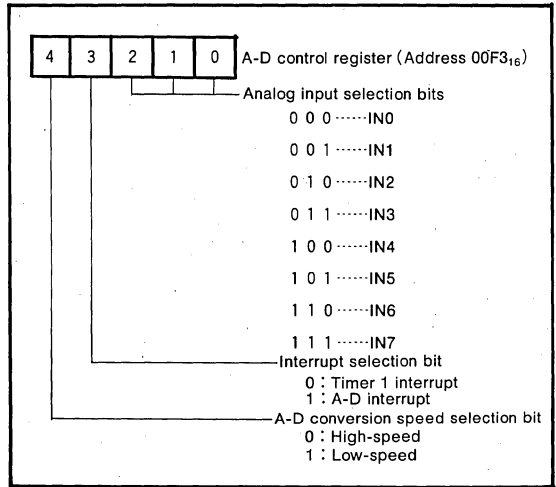 4 3 2 1 0 A-D control register (Address 00F3₁₆)
Analog input selection bits
0 0 0 ······IN0
0 0 1 ······IN1
0 1 0 ······IN2
0 1 1 ······IN3
1 0 0 ······IN4
1 0 1 ······IN5
1 1 0 ······IN6
1 1 1 ······IN7
Interrupt selection bit
0 : Timer 1 interrupt
1 : A-D interrupt
A-D conversion speed selection bit
0 : High-speed
1 : Low-speed